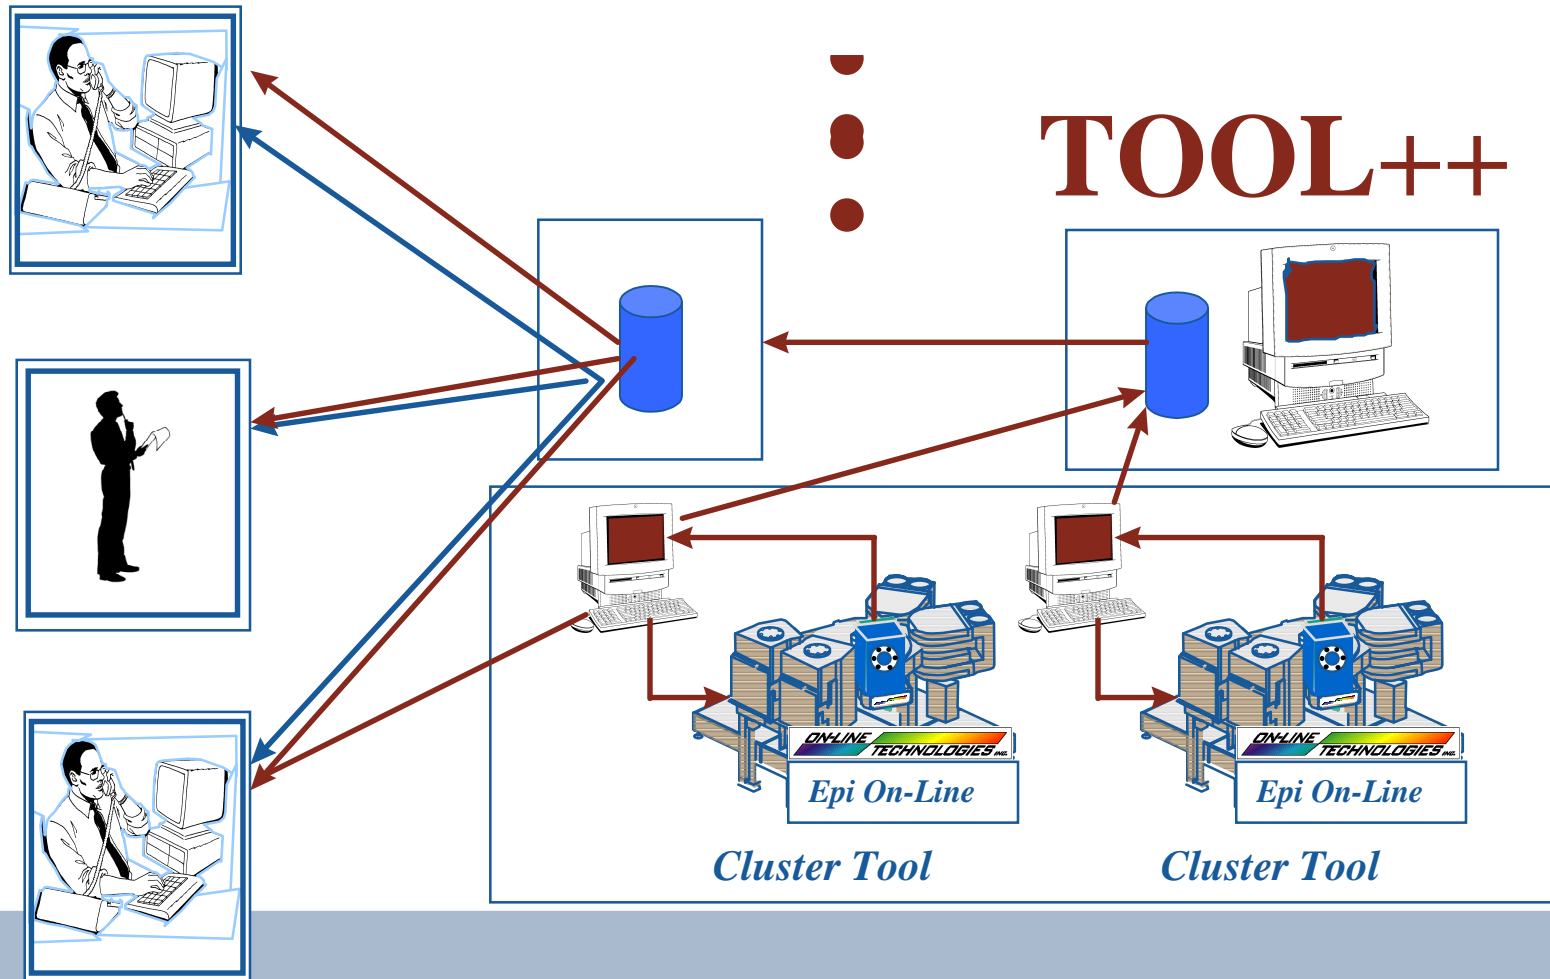 TOOL++
ON-LINE
TECHNOLOGIES INC.
Epi On-Line
Cluster Tool
ON-LINE
TECHNOLOGIES INC.
Epi On-Line
Cluster Tool